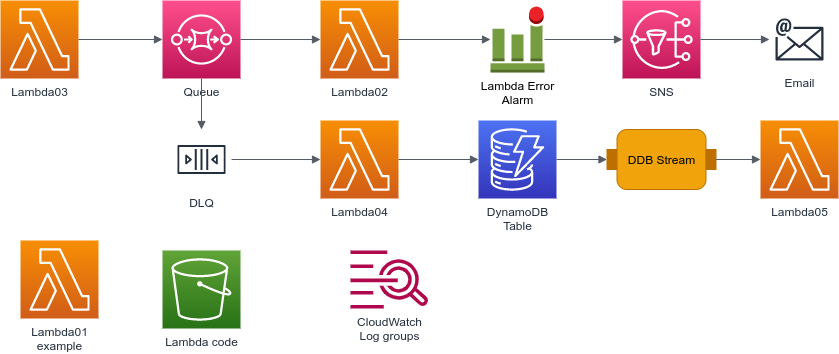 Lambda03
Queue
Lambda02
Lambda Error
Alarm
SNS
@
Email
DLQ
Lambda04
DynamoDB
Table
DDB Stream
Lambda05
Lambda01
example
Lambda code
CloudWatch
Log groups